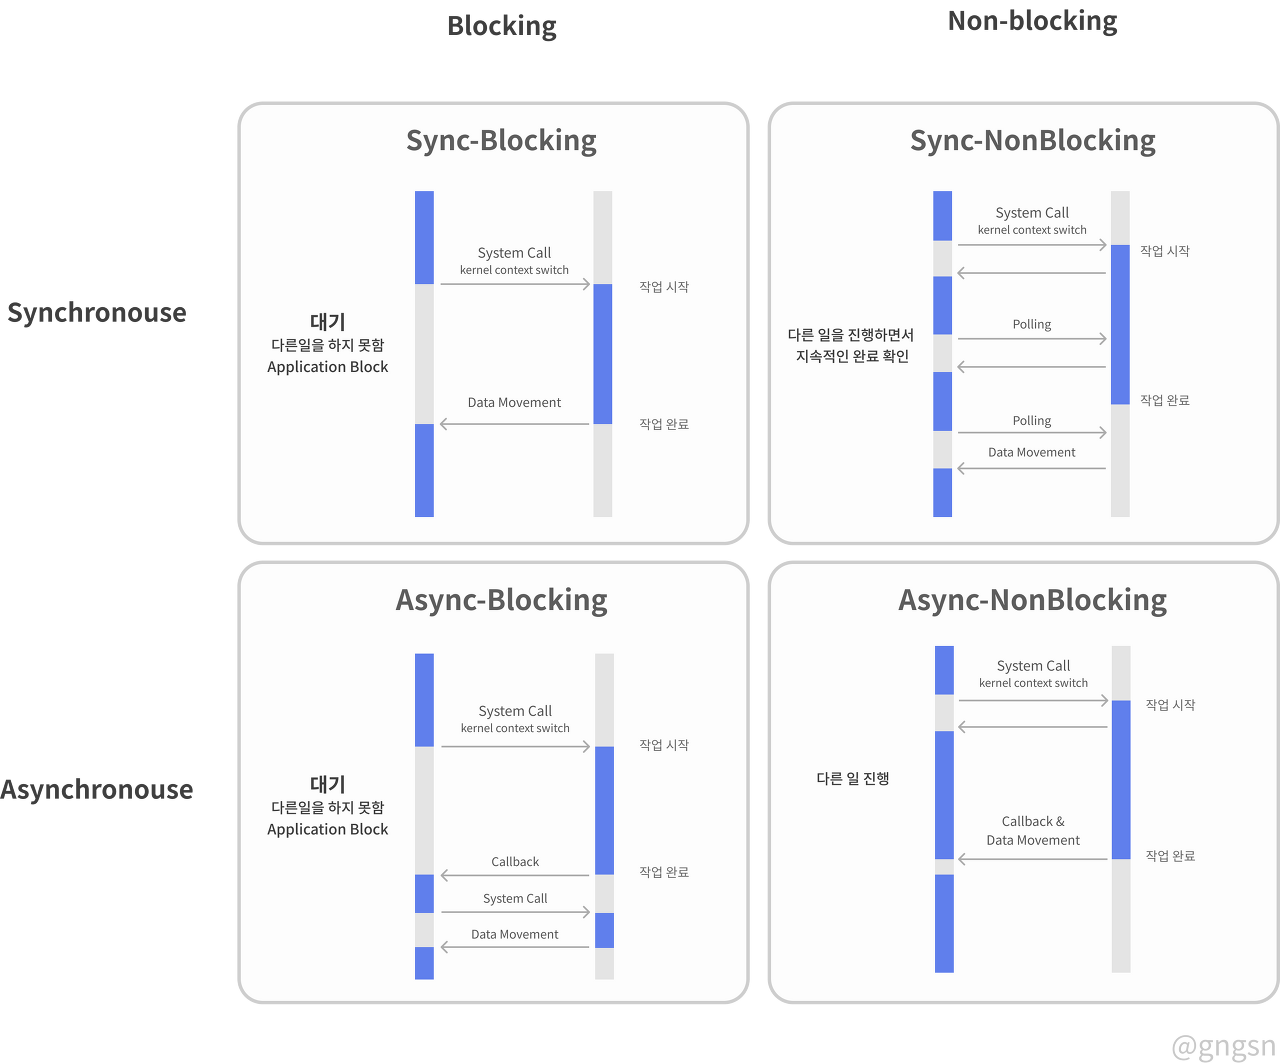 Blocking
Non-blocking
Synchronouse
Sync-Blocking
System Call
kernel context switch
작업 시작
대기
다른일을 하지 못함
Application Block
Data Movement
작업 완료
Sync-NonBlocking
System Call
kernel context switch
작업 시작
Polling
다른 일을 진행하면서
지속적인 완료 확인
작업 완료
Polling
Data Movement
Asynchronouse
Async-Blocking
System Call
kernel context switch
작업 시작
대기
다른일을 하지 못함
Application Block
Callback
작업 완료
System Call
Data Movement
Async-NonBlocking
System Call
kernel context switch
작업 시작
다른 일 진행
Callback &
Data Movement
작업 완료
@gngsn